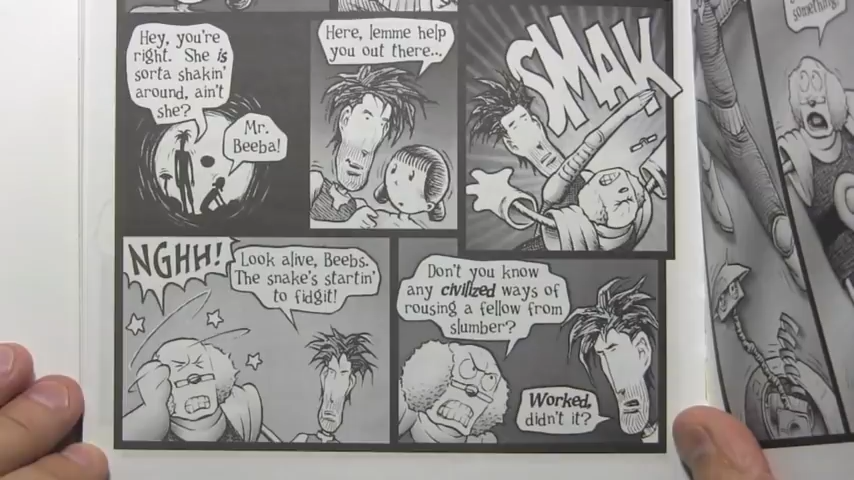 Hey, you're
right. She is
sorta shakin'
around, ain't
she?
Mr.
Beeba!
Here, lemme help
you out there...
SMAK
NGHH!
Look alive, Beebs.
The snake's startin'
to fidgit!
Don't you know
any civilized ways of
rousing a fellow from
slumber?
Worked,
didn't it?
something.